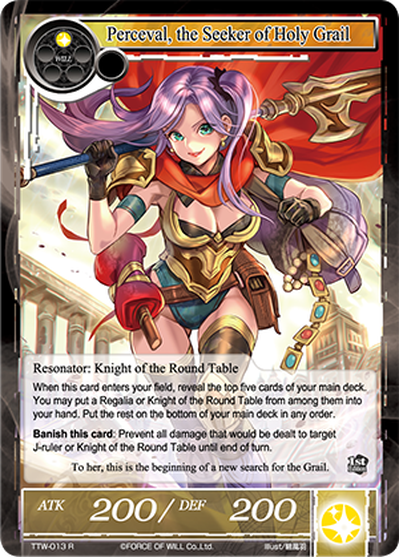 Perceval, the Seeker of Holy Grail
WILL
Resonator: Knight of the Round Table
When this card enters your field, reveal the top five cards of your main deck.
You may put a Regalia or Knight of the Round Table from among them into
your hand. Put the rest on the bottom of your main deck in any order.
Banish this card: Prevent all damage that would be dealt to target
J-ruler or Knight of the Round Table until end of turn.
To her, this is the beginning of a new search for the Grail.
1st
Edition
ATK 200 / DEF 200
TTW-013 R ©FORCE OF WILL Co.,Ltd. Illust/